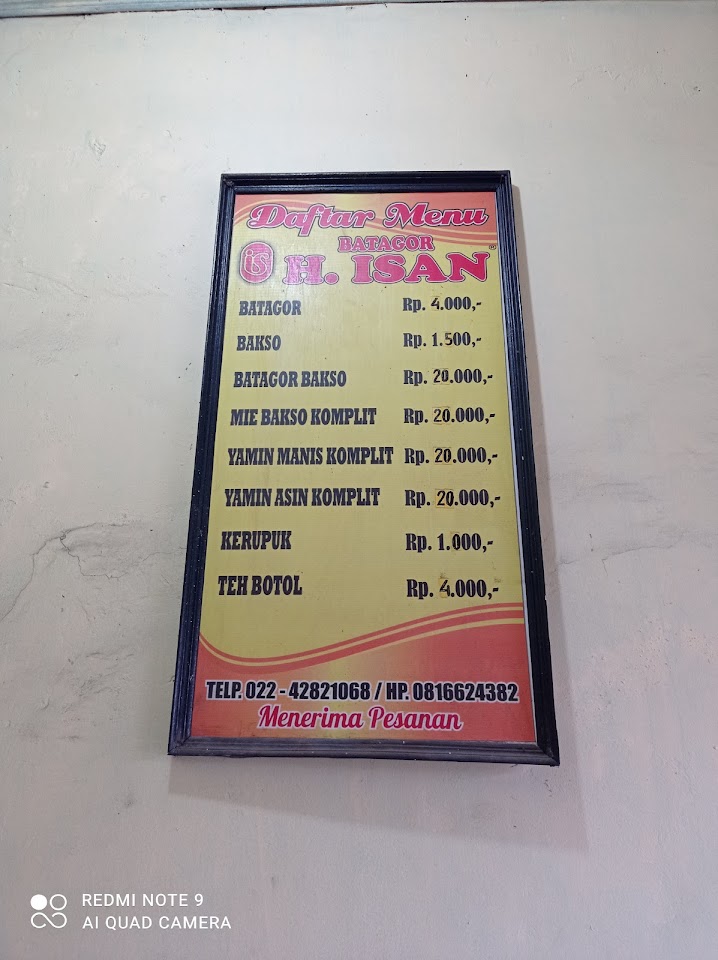 Daftar Menu
BATAGOR
iS H. ISAN®
BATAGOR Rp. 4.000,-
BAKSO Rp. 1.500,-
BATAGOR BAKSO Rp. 20.000,-
MIE BAKSO KOMPLIT Rp. 20.000,-
YAMIN MANIS KOMPLIT Rp. 20.000,-
YAMIN ASIN KOMPLIT Rp. 20.000,-
KERUPUK Rp. 1.000,-
TEH BOTOL Rp. 4.000,-
TELP. 022 - 42821068 / HP. 0816624382
Menerima Pesanan
REDMI NOTE 9
AI QUAD CAMERA